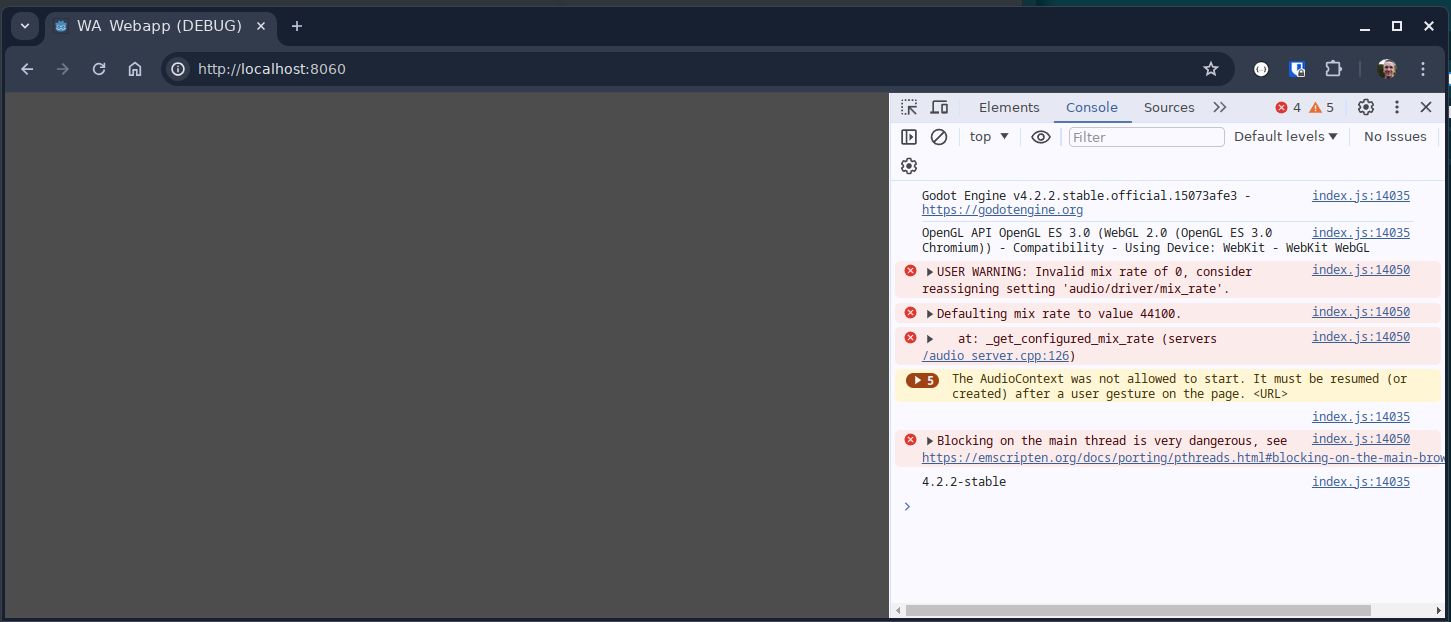 WA Webapp (DEBUG)
http://localhost:8060
Elements Console Sources 4 5
top Filter Default levels No Issues
Godot Engine v4.2.2.stable.official.15073afe3 - index.js:14035
https://godotengine.org
OpenGL API OpenGL ES 3.0 (WebGL 2.0 (OpenGL ES 3.0 index.js:14035
Chromium)) - Compatibility - Using Device: WebKit - WebKit WebGL
USER WARNING: Invalid mix rate of 0, consider index.js:14050
reassigning setting 'audio/driver/mix_rate'.
Defaulting mix rate to value 44100. index.js:14050
at: _get_configured_mix_rate (servers index.js:14050
/audio_server.cpp:126)
5 The AudioContext was not allowed to start. It must be resumed (or
created) after a user gesture on the page. <URL>
index.js:14035
Blocking on the main thread is very dangerous, see index.js:14050
https://emscripten.org/docs/porting/pthreads.html#blocking-on-the-main-brow
4.2.2-stable index.js:14035